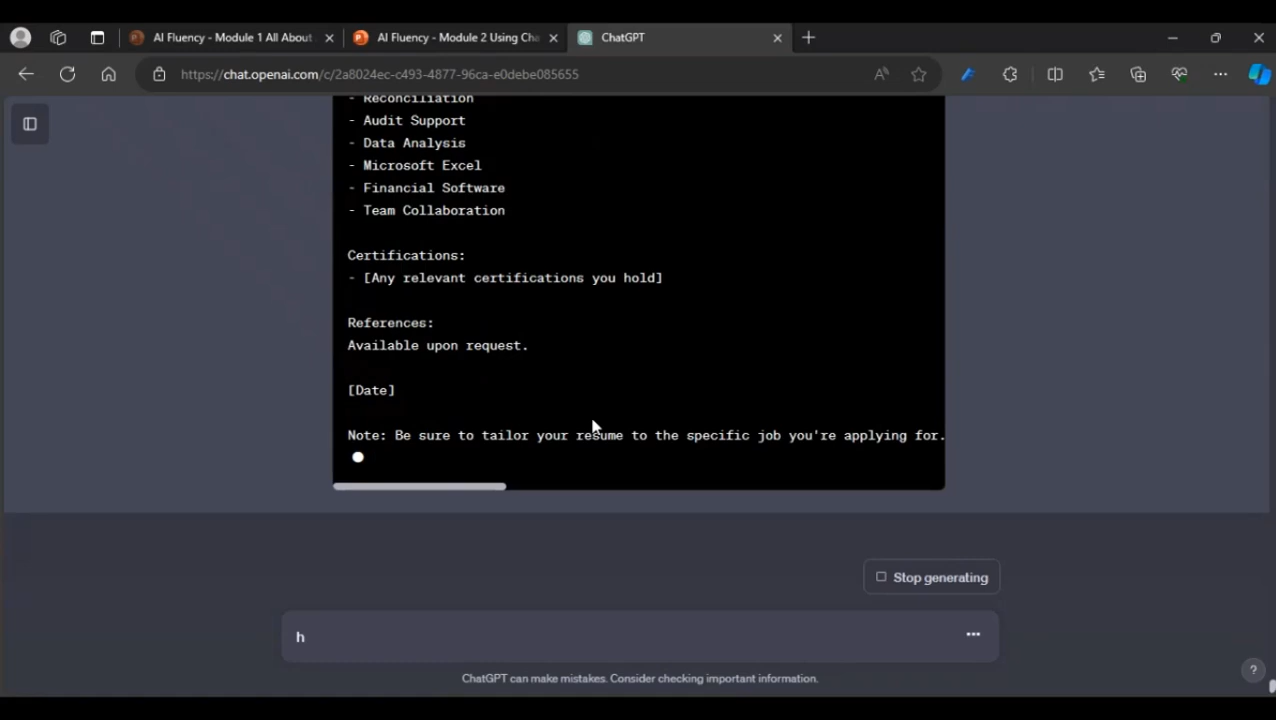 AI Fluency - Module 1 All About
AI Fluency - Module 2 Using Cha
ChatGPT
https://chat.openai.com/c/2a8024ec-c493-4877-96ca-e0debe085655
- Reconciliation
- Audit Support
- Data Analysis
- Microsoft Excel
- Financial Software
- Team Collaboration
Certifications:
- [Any relevant certifications you hold]
References:
Available upon request.
[Date]
Note: Be sure to tailor your resume to the specific job you're applying for.
Stop generating
h
ChatGPT can make mistakes. Consider checking important information.
?